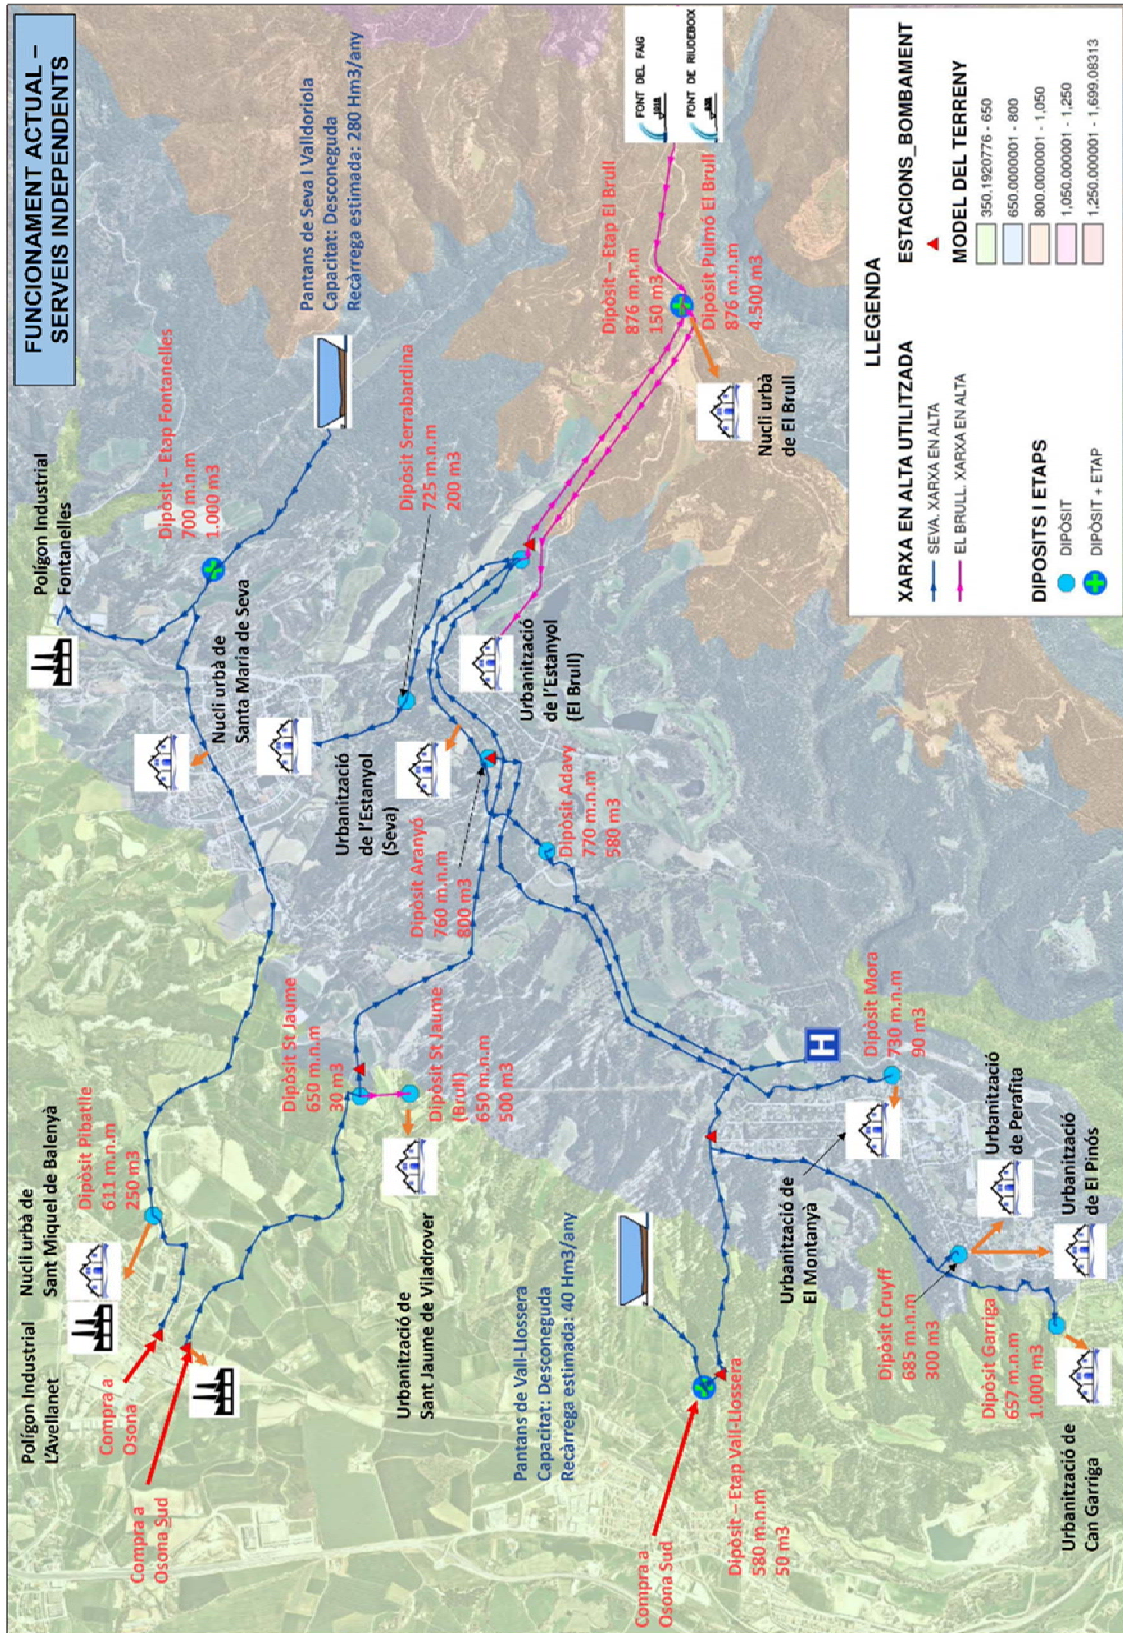 FUNCIONAMENT ACTUAL –
SERVEIS INDEPENDENTS
Polígon Industrial
L'Avellanet
Nucli urbà de
Sant Miquel de Balenyà
Compra a
Osona
Compra a
Osona Sud
Dipòsit Pibatlle
611 m.n.m
250 m3
Polígon Industrial
Fontanelles
Dipòsit – Etap Fontanelles
700 m.n.m
1.000 m3
Nucli urbà de
Santa Maria de Seva
Pantans de Seva I Valldoriola
Capacitat: Desconeguda
Recàrrega estimada: 280 Hm3/any
Dipòsit St Jaume
650 m.n.m
30 m3
Urbanització
de l'Estanyol
(Seva)
Dipòsit Serrabardina
725 m.n.m
200 m3
Urbanització de
Sant Jaume de Viladrover
Dipòsit St Jaume
(Brull)
650 m.n.m
500 m3
Dipòsit Aranyó
760 m.n.m
800 m3
Urbanització
de l'Estanyol
(El Brull)
Dipòsit Adavy
770 m.n.m
580 m3
Dipòsit – Etap El Brull
876 m.n.m
150 m3
Dipòsit Pulmó El Brull
876 m.n.m
4.500 m3
FONT DEL FAIG
FONT DE RIUDEBOIX
Nucli urbà
de El Brull
Pantans de Vall-Llossera
Capacitat: Desconeguda
Recàrrega estimada: 40 Hm3/any
Compra a
Osona Sud
Dipòsit – Etap Vall-Llossera
580 m.n.m
50 m3
Urbanització de
El Montanyà
H
Dipòsit Mora
730 m.n.m
90 m3
Dipòsit Cruyff
685 m.n.m
300 m3
Urbanització
de Perafita
Dipòsit Garriga
657 m.n.m
1.000 m3
Urbanització
de El Pinós
Urbanització de
Can Garriga
LLEGENDA
XARXA EN ALTA UTILITZADA
SEVA. XARXA EN ALTA
EL BRULL. XARXA EN ALTA
DIPOSITS I ETAPS
DIPÒSIT
DIPÒSIT + ETAP
ESTACIONS_BOMBAMENT
MODEL DEL TERRENY
350.1920776 - 650
650.0000001 - 800
800.0000001 - 1,050
1,050.000001 - 1,250
1,250.000001 - 1,699.08313